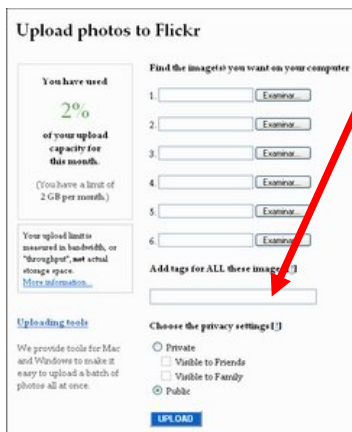 Upload photos to Flickr
You have used
2%
of your upload
capacity for
this month.
(You have a limit of
2 GB per month.)
Your upload limit is
measured in bandwidth, or
"throughput", not actual
storage space.
More information...
Uploading tools
We provide tools for Mac
and Windows to make it
easy to upload a batch of
photos all at once.
Find the image(s) you want on your computer
1. Examinar...
2. Examinar...
3. Examinar...
4. Examinar...
5. Examinar...
6. Examinar
Add tags for ALL these images [?]
Choose the privacy settings [?]
Private
Visible to Friends
Visible to Family
Public
UPLOAD